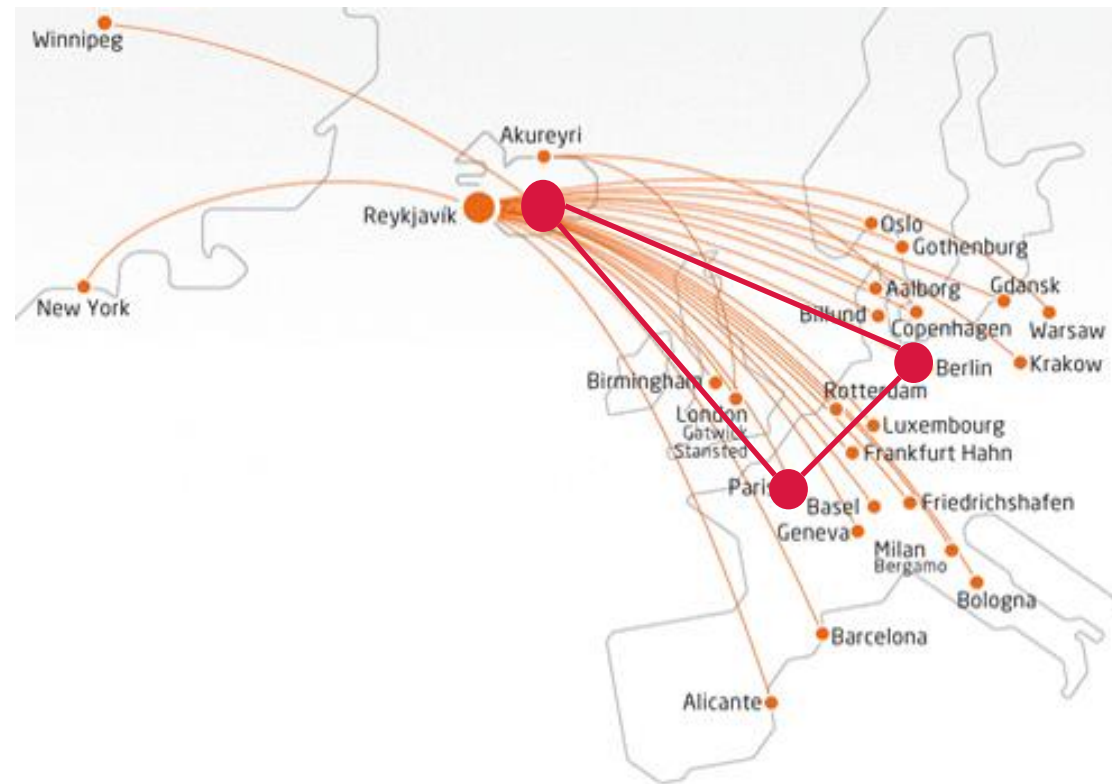 Winnipeg
Akureyri
Reykjavík
New York
Oslo
Gothenburg
Aalborg
Gdansk
Billund
Copenhagen
Warsaw
Berlin
Krakow
Birmingham
Rotterdam
London
Gatwick
Stansted
Luxembourg
Frankfurt Hahn
Paris
Basel
Friedrichshafen
Geneva
Milan
Bergamo
Bologna
Barcelona
Alicante